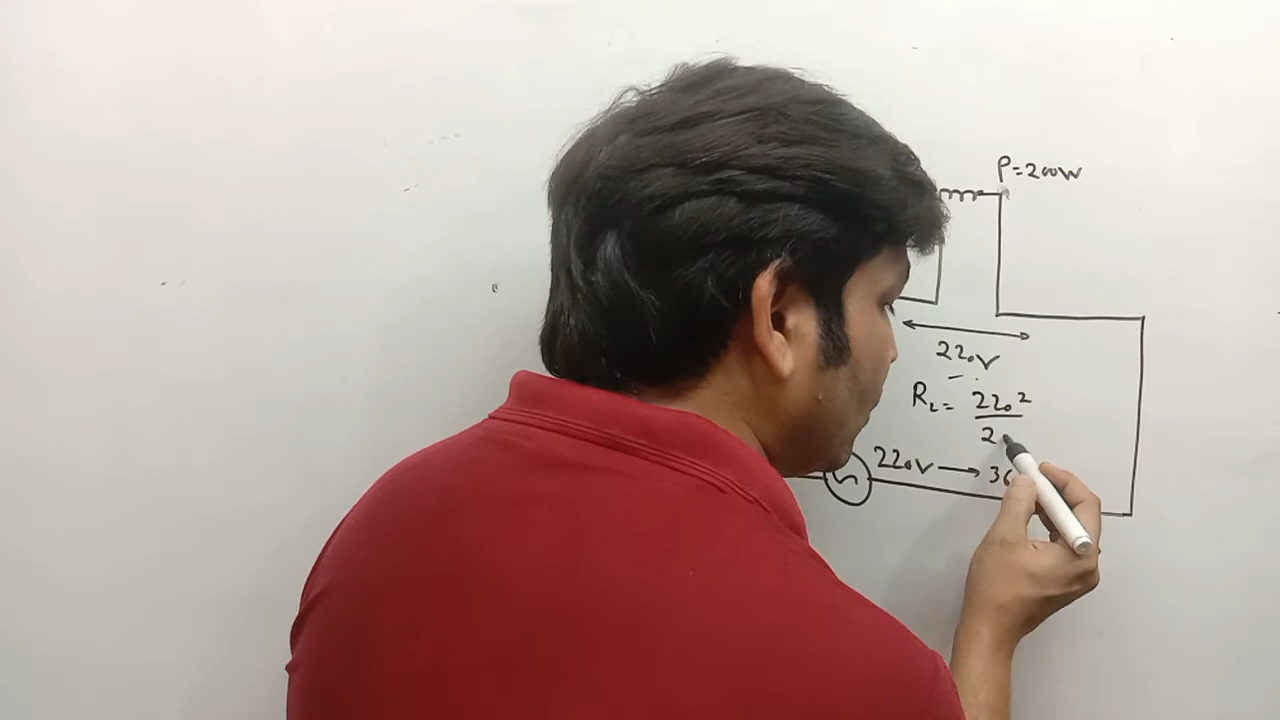 P=200W
220V
R₂= 220²
2
220V → 36